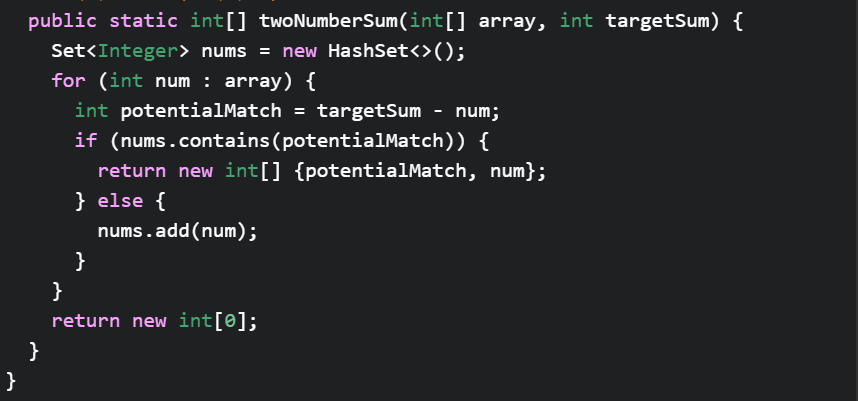 public static int[] twoNumberSum(int[] array, int targetSum) {
Set<Integer> nums = new HashSet<>();
for (int num : array) {
int potentialMatch = targetSum - num;
if (nums.contains(potentialMatch)) {
return new int[] {potentialMatch, num};
} else {
nums.add(num);
}
}
return new int[0];
}
}